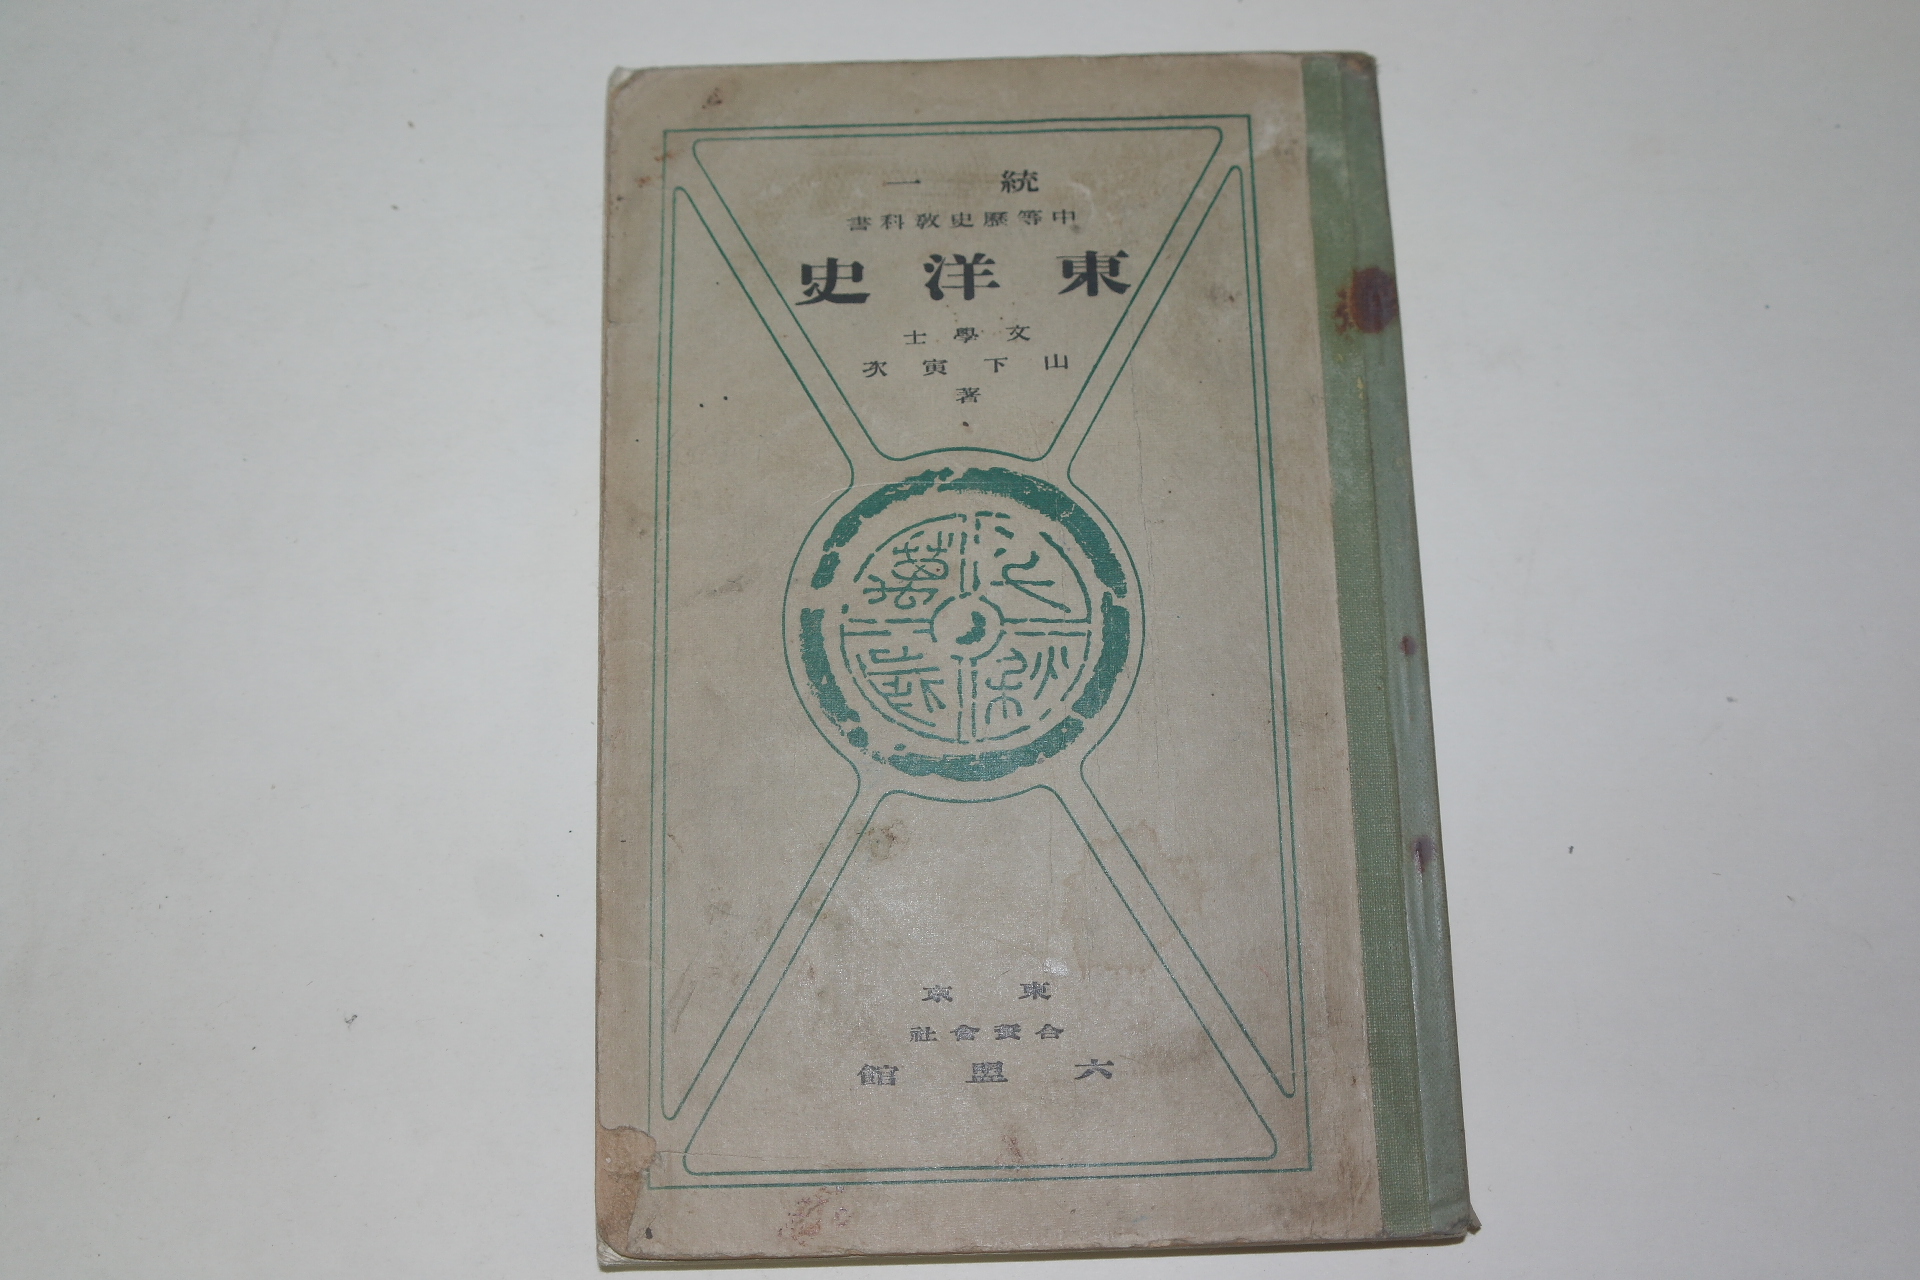 統一
中等歷史敎科書
東洋史
文學士
山下寅次
著
東京
合資會社
六盟館